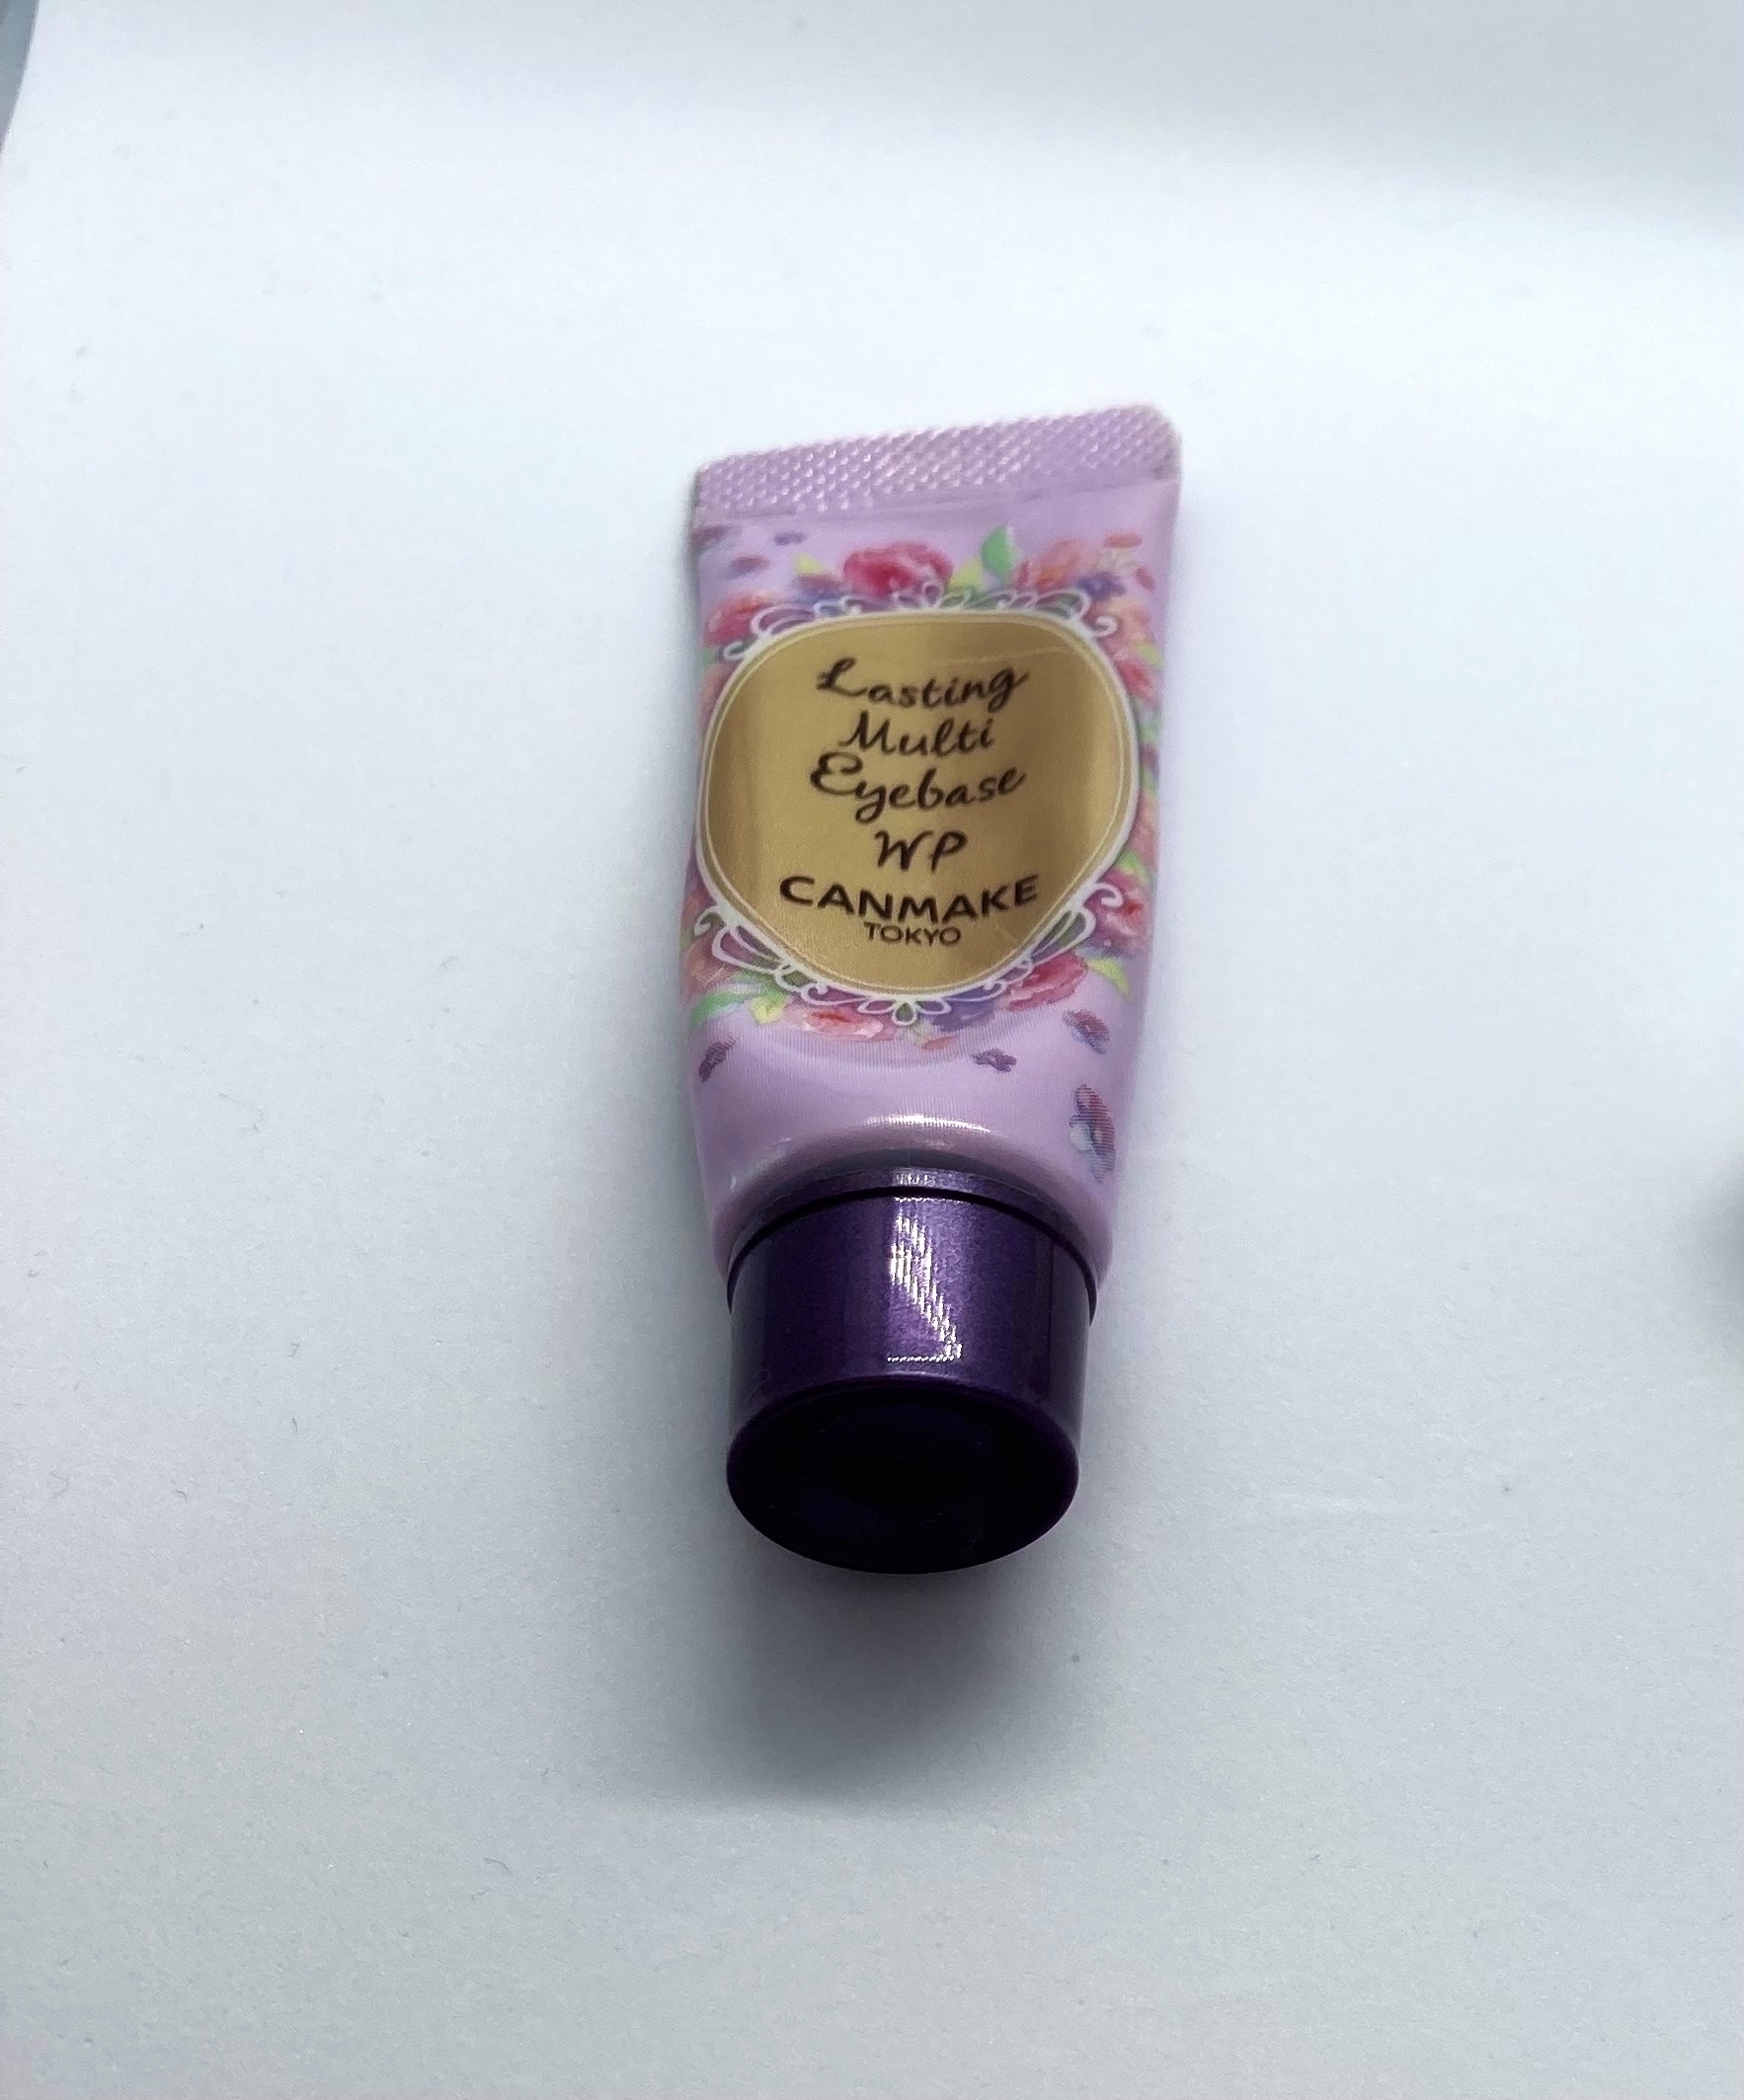 Lasting
Multi
Eyebase
WP
CANMAKE
TOKYO